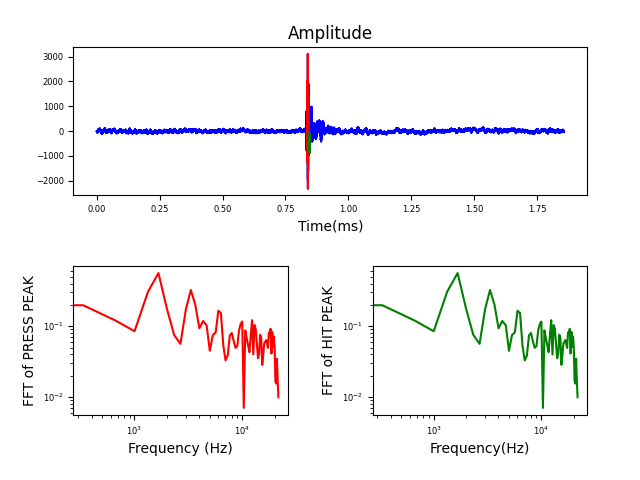 Amplitude
3000
2000
1000
0
−1000
−2000
0.00 0.25 0.50 0.75 1.00 1.25 1.50 1.75
Time(ms)
FFT of PRESS PEAK
10⁻¹
10⁻²
10³ 10⁴
Frequency (Hz)
FFT of HIT PEAK
10⁻¹
10⁻²
10³ 10⁴
Frequency(Hz)